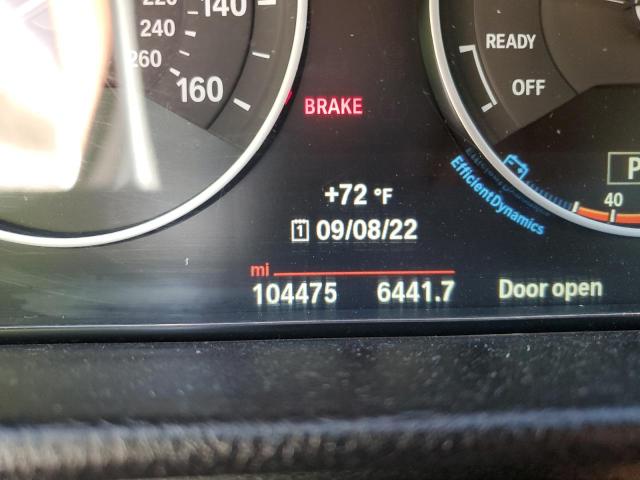 220
140
240
260
160
BRAKE
READY
OFF
+72 °F
EfficientDynamics
P
40
1 09/08/22
mi
104475 6441.7 Door open